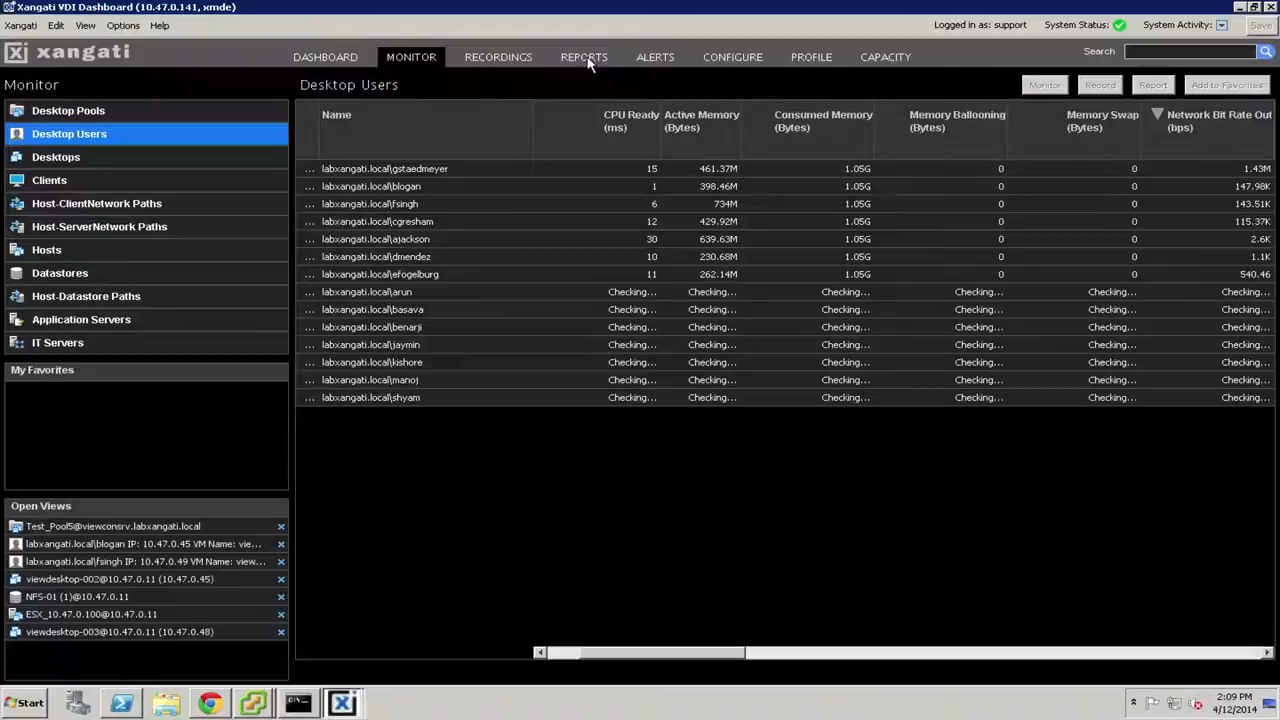 Xangati VDI Dashboard (10.47.0.141, xmde)
Xangati Edit View Options Help
Logged in as: support System Status: System Activity: Save
xangati
DASHBOARD MONITOR RECORDINGS REPORTS ALERTS CONFIGURE PROFILE CAPACITY
Search
Monitor
Desktop Pools
Desktop Users
Desktops
Clients
Host-ClientNetwork Paths
Host-ServerNetwork Paths
Hosts
Datastores
Host-Datastore Paths
Application Servers
IT Servers
My Favorites
Open Views
Test_Pool5@viewconsrv.labxangati.local
labxangati.local\blogan IP: 10.47.0.45 VM Name: vie...
labxangati.local\fsingh IP: 10.47.0.49 VM Name: view...
viewdesktop-002@10.47.0.11 (10.47.0.45)
NFS-01 (1)@10.47.0.11
ESX_10.47.0.100@10.47.0.11
viewdesktop-003@10.47.0.11 (10.47.0.48)
Desktop Users
Monitor Record Report Add to Favorites
Name CPU Ready (ms) Active Memory (Bytes) Consumed Memory (Bytes) Memory Ballooning (Bytes) Memory Swap (Bytes) Network Bit Rate Out (bps)
... labxangati.local\gstaedmeyer 15 461.37M 1.05G 0 0 1.43M
... labxangati.local\blogan 1 398.46M 1.05G 0 0 147.98K
... labxangati.local\fsingh 6 734M 1.05G 0 0 143.51K
... labxangati.local\cgresham 12 429.92M 1.05G 0 0 115.37K
... labxangati.local\ajackson 30 639.63M 1.05G 0 0 2.6K
... labxangati.local\dmendez 10 230.68M 1.05G 0 0 1.1K
... labxangati.local\efogelburg 11 262.14M 1.05G 0 0 540.46
... labxangati.local\arun Checking... Checking... Checking... Checking... Checking... Checking...
... labxangati.local\basava Checking... Checking... Checking... Checking... Checking... Checking...
... labxangati.local\benarji Checking... Checking... Checking... Checking... Checking... Checking...
... labxangati.local\jaymin Checking... Checking... Checking... Checking... Checking... Checking...
... labxangati.local\kishore Checking... Checking... Checking... Checking... Checking... Checking...
... labxangati.local\manoj Checking... Checking... Checking... Checking... Checking... Checking...
... labxangati.local\shyam Checking... Checking... Checking... Checking... Checking... Checking...
Start
2:09 PM
4/12/2014